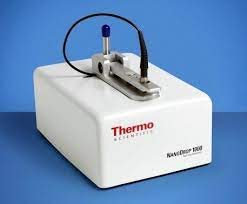 Thermo
SCIENTIFIC
NANODROP 1000